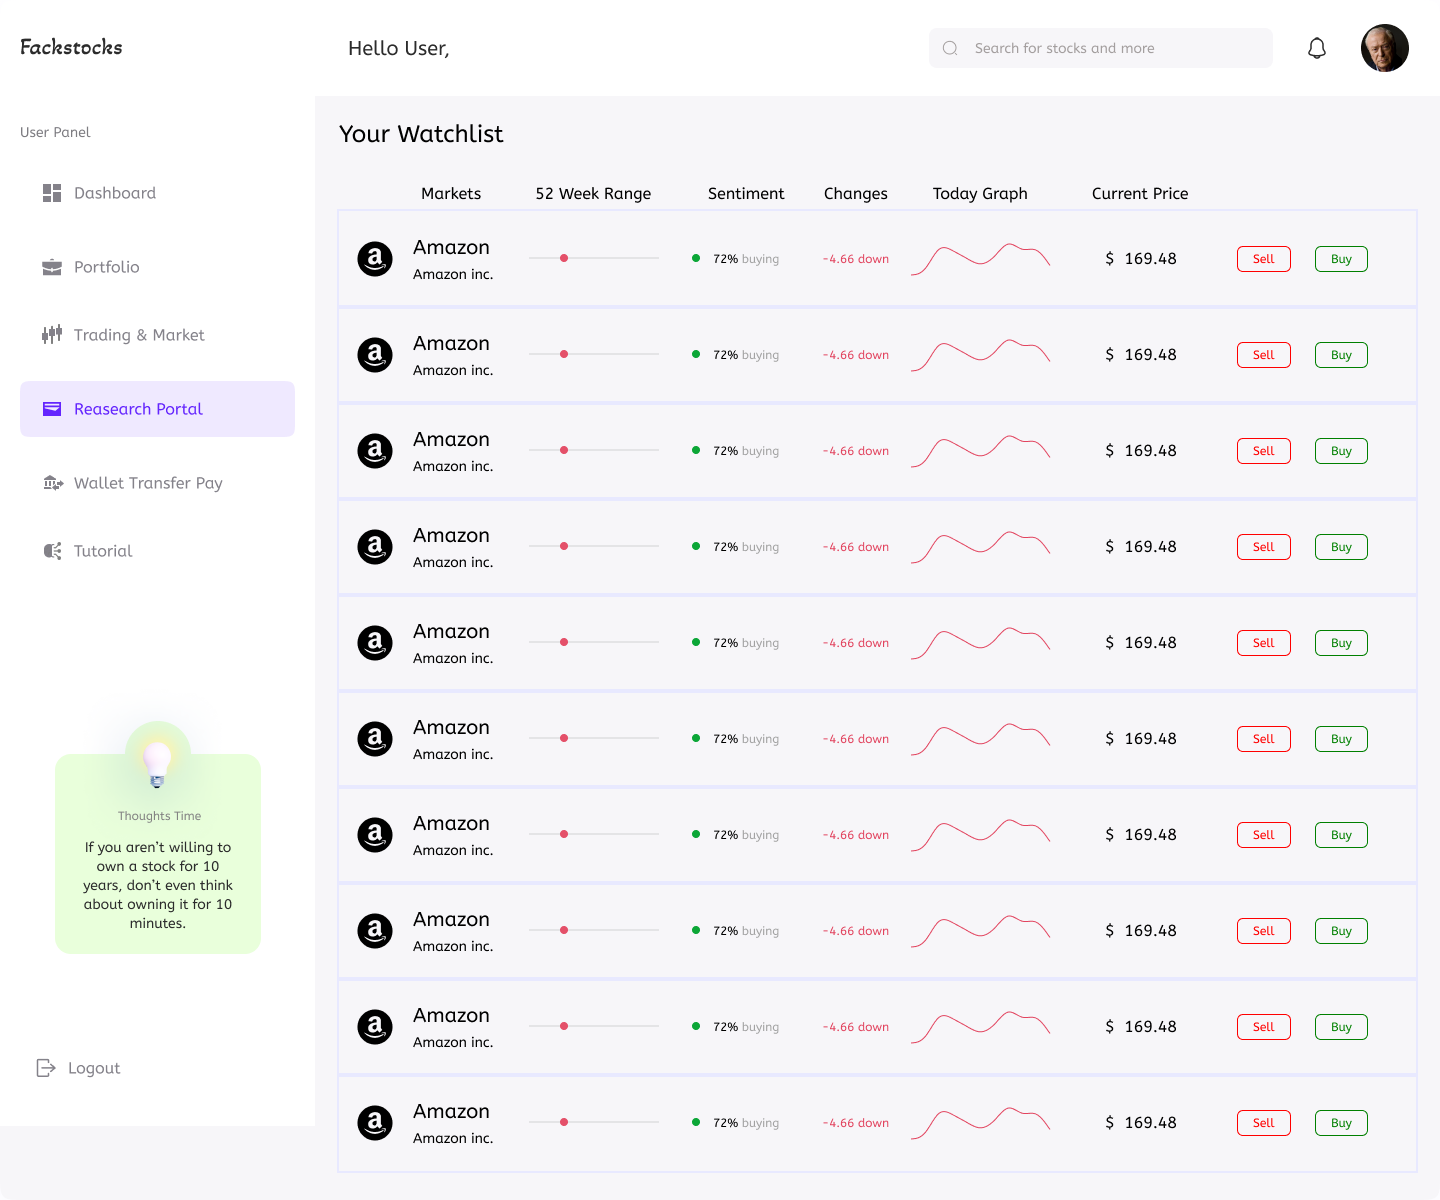 Fackstocks
Hello User,
Search for stocks and more
User Panel
Dashboard
Portfolio
Trading & Market
Reasearch Portal
Wallet Transfer Pay
Tutorial
Thoughts Time
If you aren't willing to
own a stock for 10
years, don't even think
about owning it for 10
minutes.
Logout
Your Watchlist
Markets 52 Week Range Sentiment Changes Today Graph Current Price
Amazon
Amazon inc.
72% buying -4.66 down $ 169.48 Sell Buy
Amazon
Amazon inc.
72% buying -4.66 down $ 169.48 Sell Buy
Amazon
Amazon inc.
72% buying -4.66 down $ 169.48 Sell Buy
Amazon
Amazon inc.
72% buying -4.66 down $ 169.48 Sell Buy
Amazon
Amazon inc.
72% buying -4.66 down $ 169.48 Sell Buy
Amazon
Amazon inc.
72% buying -4.66 down $ 169.48 Sell Buy
Amazon
Amazon inc.
72% buying -4.66 down $ 169.48 Sell Buy
Amazon
Amazon inc.
72% buying -4.66 down $ 169.48 Sell Buy
Amazon
Amazon inc.
72% buying -4.66 down $ 169.48 Sell Buy
Amazon
Amazon inc.
72% buying -4.66 down $ 169.48 Sell Buy